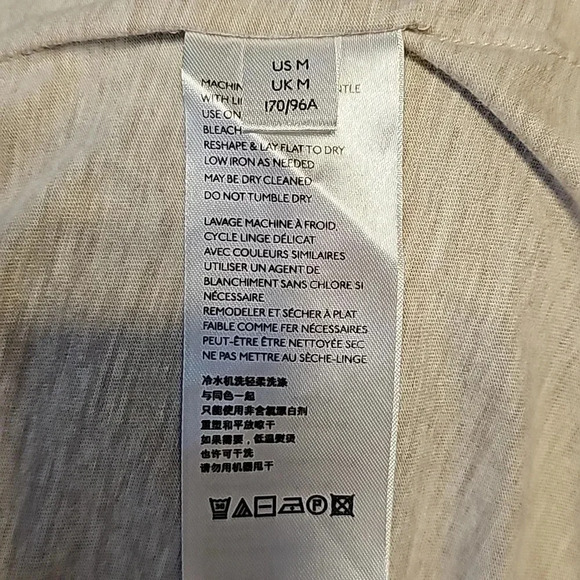 US M
UK M
170/96A
MACHIN
NTLE
WITH LI
USE ON
BLEACH
RESHAPE & LAY FLAT TO DRY
LOW IRON AS NEEDED
MAY BE DRY CLEANED
DO NOT TUMBLE DRY
LAVAGE MACHINE À FROID,
CYCLE LINGE DÉLICAT
AVEC COULEURS SIMILAIRES
UTILISER UN AGENT DE
BLANCHIMENT SANS CHLORE SI
NÉCESSAIRE
REMODELER ET SÉCHER À PLAT
FAIBLE COMME FER NÉCESSAIRES
PEUT-ÊTRE ÊTRE NETTOYÉE SEC
NE PAS METTRE AU SÈCHE-LINGE
冷水机洗轻柔洗涤
与同色一起
只能使用非含氯漂白剂
重塑和平放晾干
如果需要，低温熨烫
也许可干洗
请勿用机器甩干